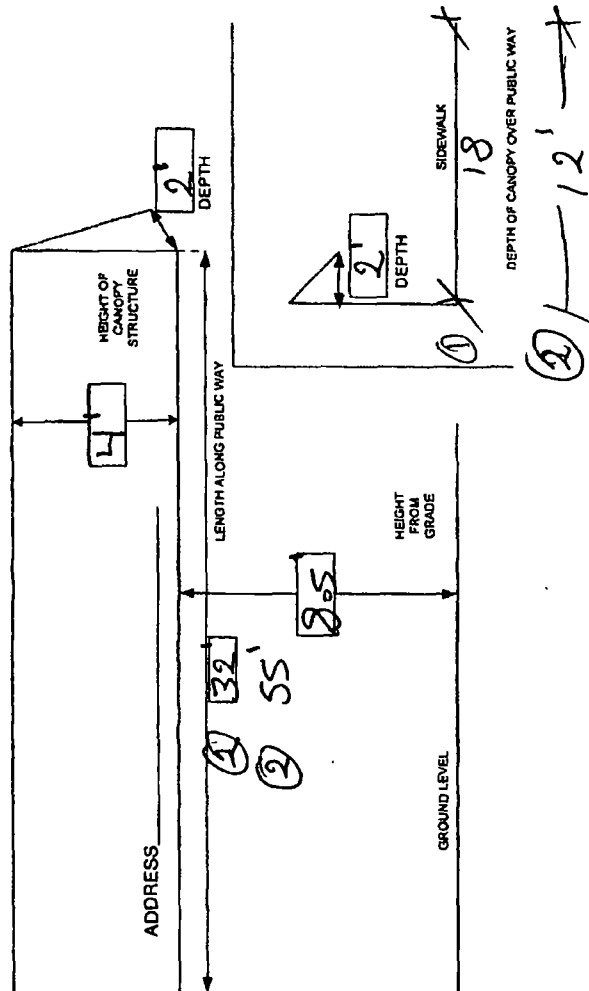 ADDRESS
4'
HEIGHT OF
CANOPY
STRUCTURE
2'
DEPTH
LENGTH ALONG PUBLIC WAY
① 32'
② 55'
8.5'
HEIGHT
FROM
GRADE
GROUND LEVEL
2'
DEPTH
①
SIDEWALK
18
DEPTH OF CANOPY OVER PUBLIC WAY
② 12'